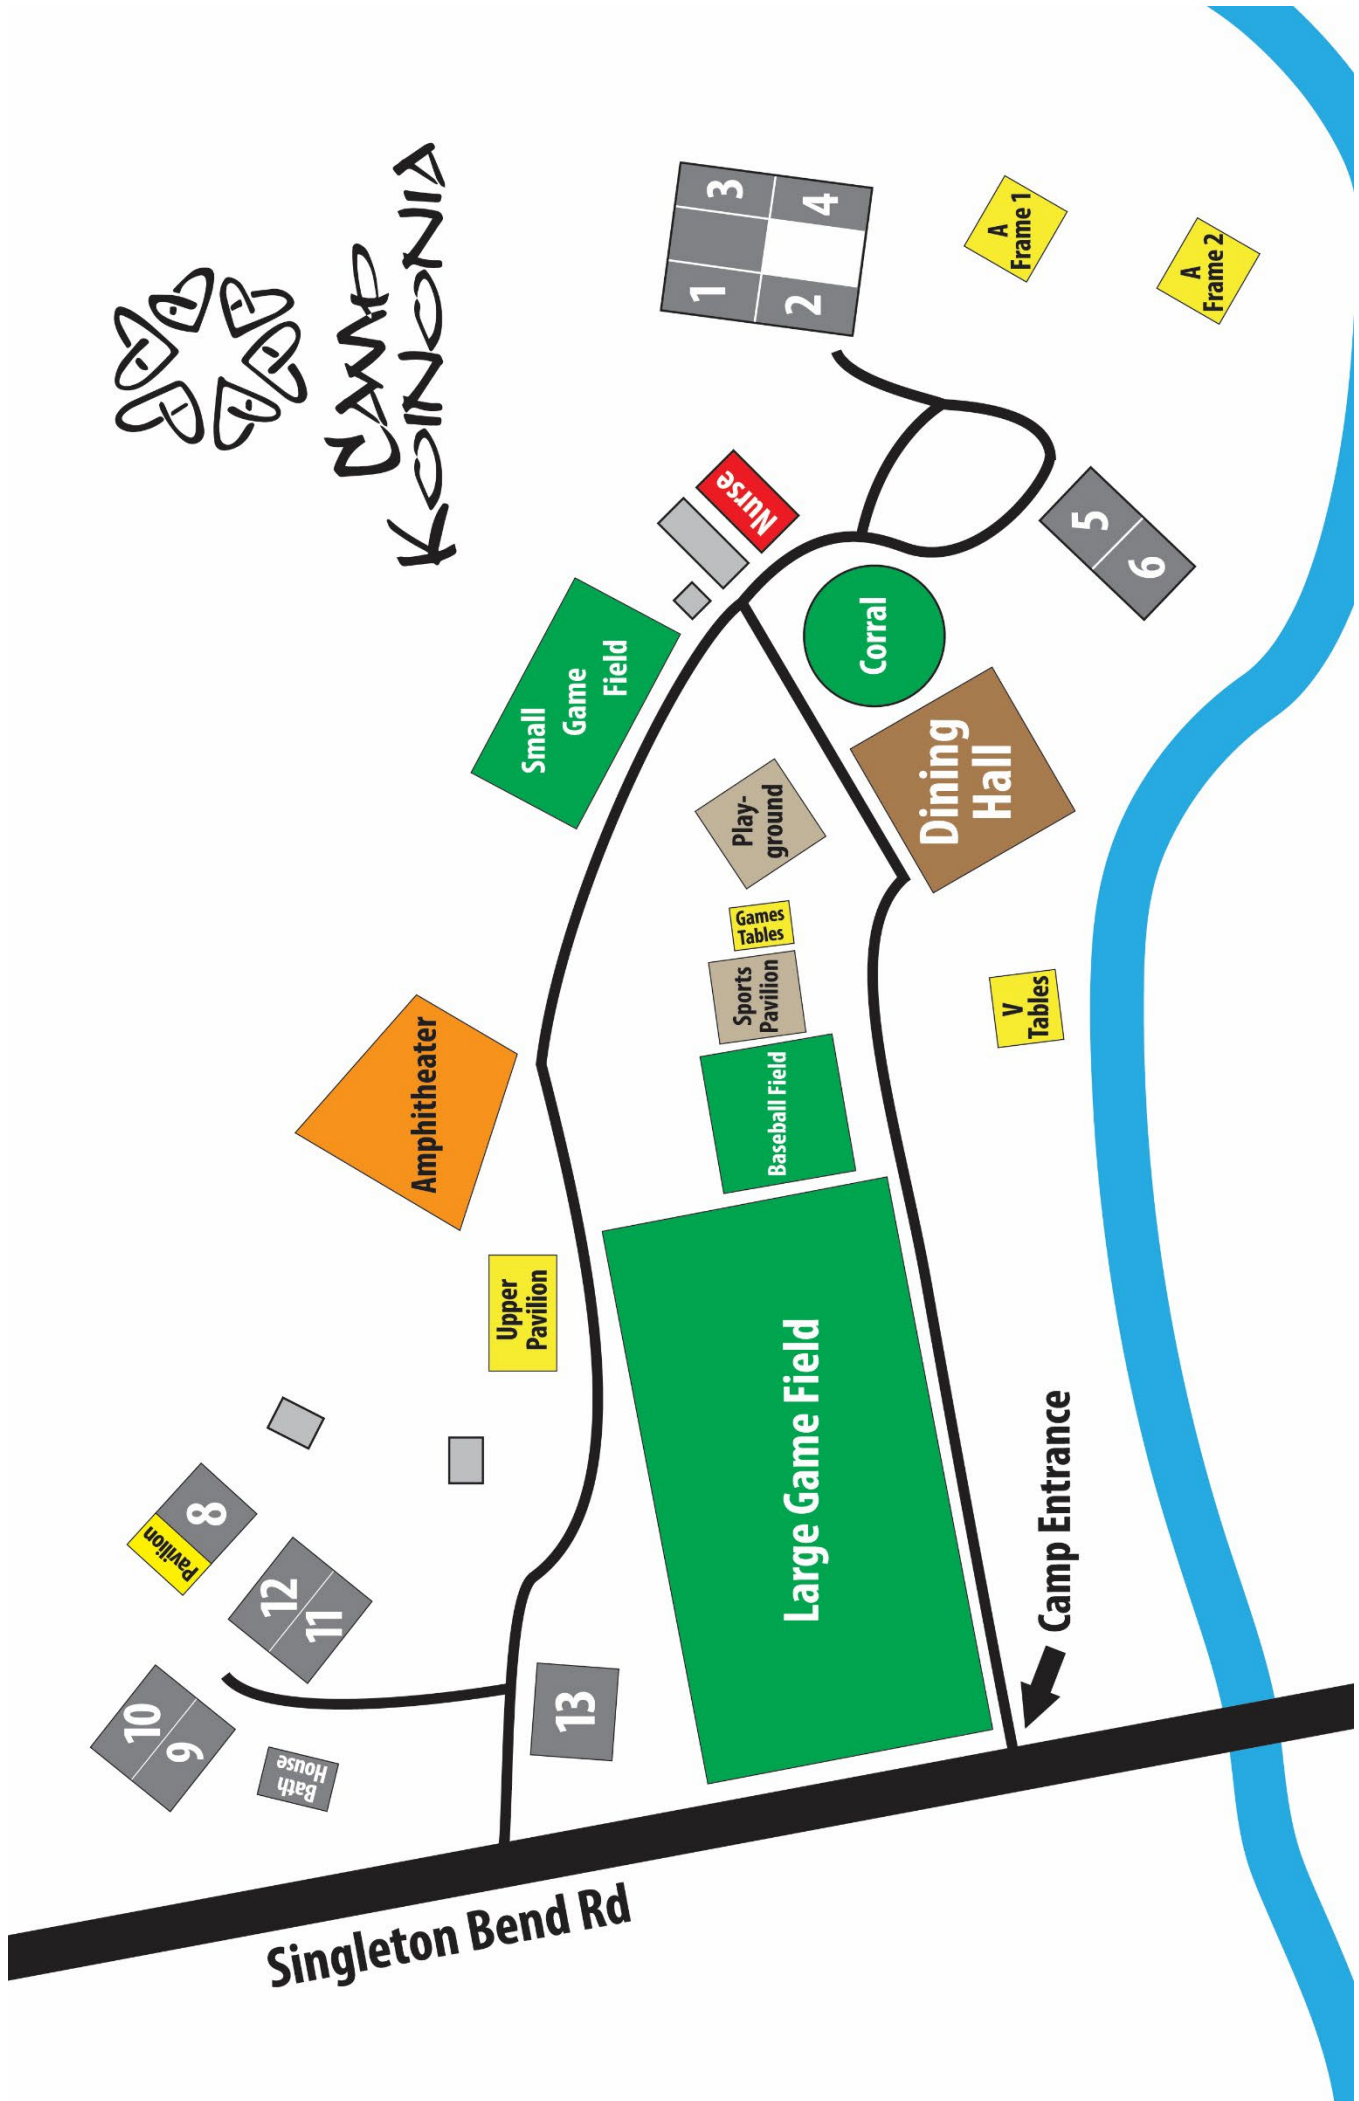 CAMP
KOINONIA
3
4
1
2
A
Frame 1
A
Frame 2
Nurse
5
6
Corral
Small
Game
Field
Dining
Hall
Play-
ground
Games
Tables
Sports
Pavilion
V
Tables
Baseball Field
Amphitheater
Upper
Pavilion
Large Game Field
Camp Entrance
8
Pavilion
12
11
10
9
Bath
House
13
Singleton Bend Rd